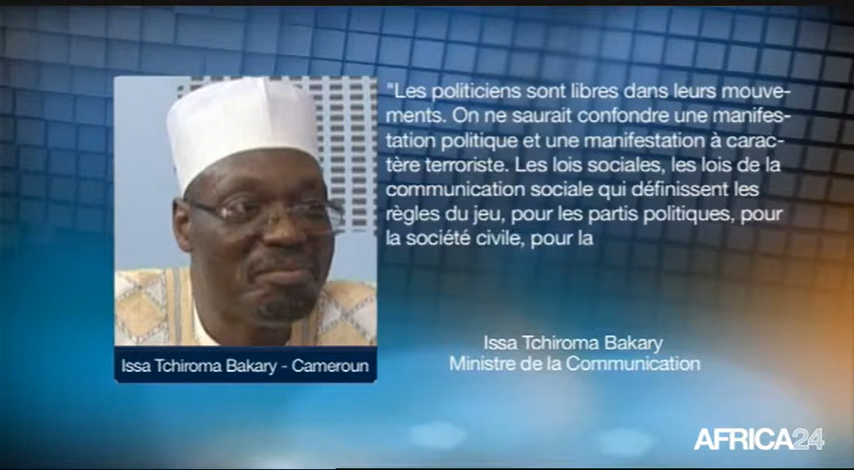 "Les politiciens sont libres dans leurs mouve-
ments. On ne saurait confondre une manifes-
tation politique et une manifestation à carac-
tère terroriste. Les lois sociales, les lois de la
communication sociale qui définissent les
règles du jeu, pour les partis politiques, pour
la société civile, pour la
Issa Tchiroma Bakary
Ministre de la Communication
Issa Tchiroma Bakary - Cameroun
AFRICA24